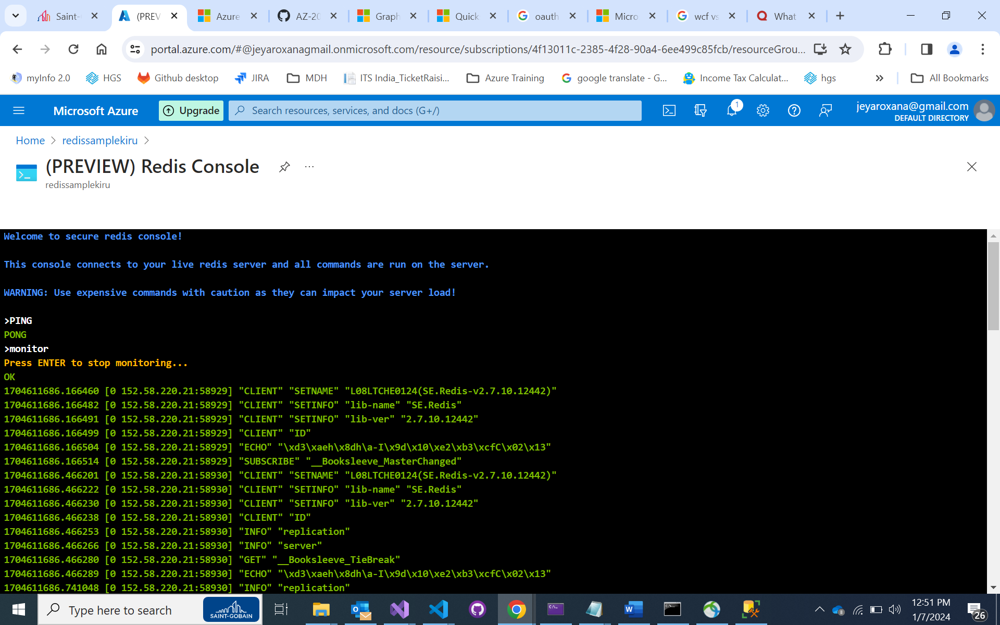 Saint-
(PREV
Azure
AZ-20
Graph
Quick
oauth
Micro
wcf vs
What
portal.azure.com/#@jeyaroxanagmail.onmicrosoft.com/resource/subscriptions/4f13011c-2385-4f28-90a4-6ee499c85fcb/resourceGrou...
myInfo 2.0
HGS
Github desktop
JIRA
MDH
ITS India_TicketRaisi...
Azure Training
google translate - G...
Income Tax Calculat...
hgs
»
All Bookmarks
Microsoft Azure
Upgrade
Search resources, services, and docs (G+/)
1
jeyaroxana@gmail.com
DEFAULT DIRECTORY
Home > redissamplekiru >
(PREVIEW) Redis Console
...
redissamplekiru
Welcome to secure redis console!
This console connects to your live redis server and all commands are run on the server.
WARNING: Use expensive commands with caution as they can impact your server load!
>PING
PONG
>monitor
Press ENTER to stop monitoring...
OK
1704611686.166460 [0 152.58.220.21:58929] "CLIENT" "SETNAME" "L08LTCHE0124(SE.Redis-v2.7.10.12442)"
1704611686.166482 [0 152.58.220.21:58929] "CLIENT" "SETINFO" "lib-name" "SE.Redis"
1704611686.166491 [0 152.58.220.21:58929] "CLIENT" "SETINFO" "lib-ver" "2.7.10.12442"
1704611686.166499 [0 152.58.220.21:58929] "CLIENT" "ID"
1704611686.166504 [0 152.58.220.21:58929] "ECHO" "\xd3\xaeh\x8dh\a-I\x9d\x10\xe2\xb3\xcfC\x02\x13"
1704611686.166514 [0 152.58.220.21:58929] "SUBSCRIBE" "__Booksleeve_MasterChanged"
1704611686.466201 [0 152.58.220.21:58930] "CLIENT" "SETNAME" "L08LTCHE0124(SE.Redis-v2.7.10.12442)"
1704611686.466222 [0 152.58.220.21:58930] "CLIENT" "SETINFO" "lib-name" "SE.Redis"
1704611686.466230 [0 152.58.220.21:58930] "CLIENT" "SETINFO" "lib-ver" "2.7.10.12442"
1704611686.466238 [0 152.58.220.21:58930] "CLIENT" "ID"
1704611686.466253 [0 152.58.220.21:58930] "INFO" "replication"
1704611686.466266 [0 152.58.220.21:58930] "INFO" "server"
1704611686.466280 [0 152.58.220.21:58930] "GET" "__Booksleeve_TieBreak"
1704611686.466289 [0 152.58.220.21:58930] "ECHO" "\xd3\xaeh\x8dh\a-I\x9d\x10\xe2\xb3\xcfC\x02\x13"
1704611686.741048 [0 152.58.220.21:58930] "INFO" "replication"
Type here to search
SAINT-GOBAIN
12:51 PM
1/7/2024
26